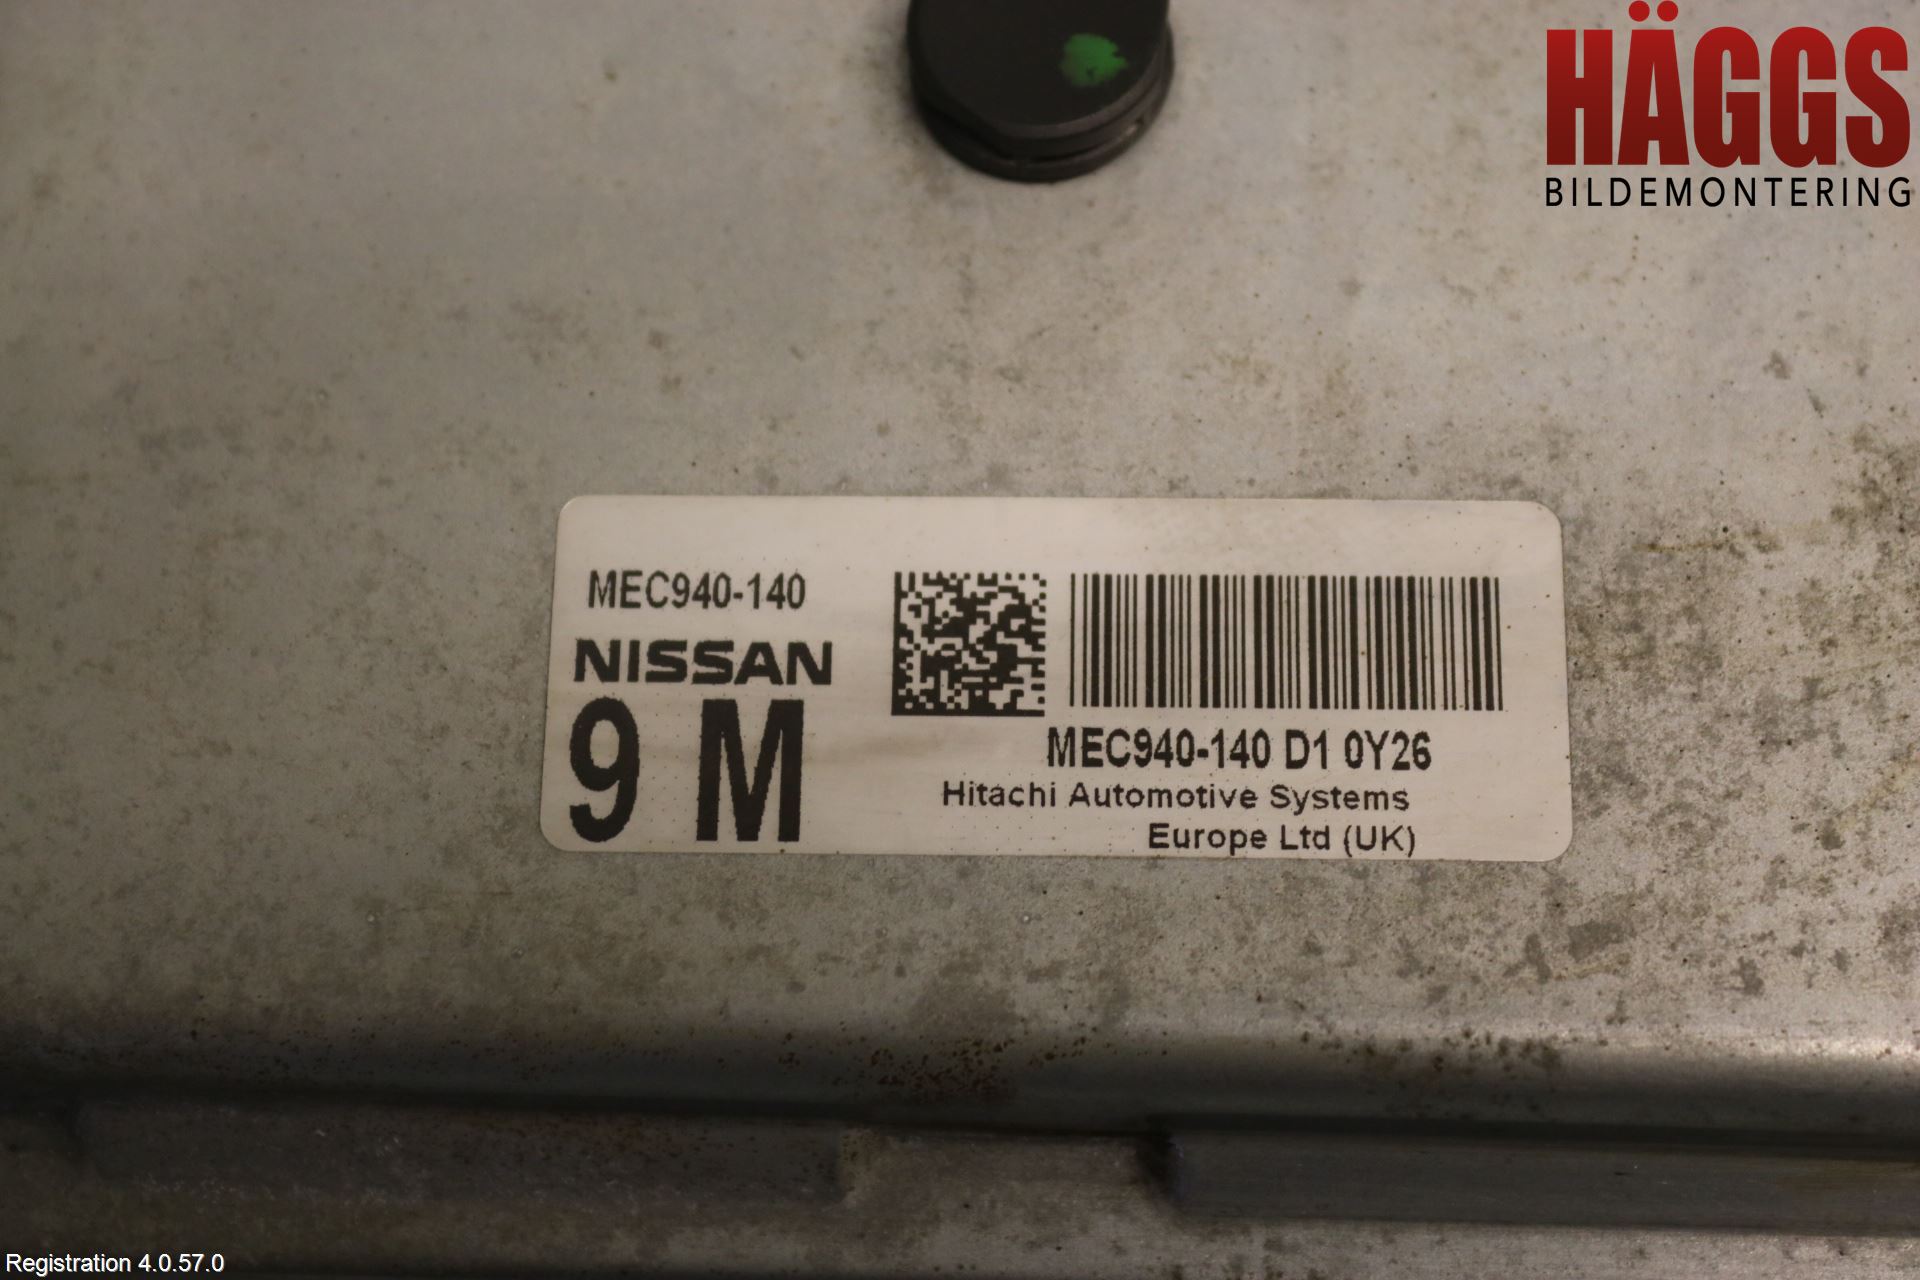 HÄGGS
BILDEMONTERING
MEC940-140
NISSAN
9 M
MEC940-140 D1 0Y26
Hitachi Automotive Systems
Europe Ltd (UK)
Registration 4.0.57.0